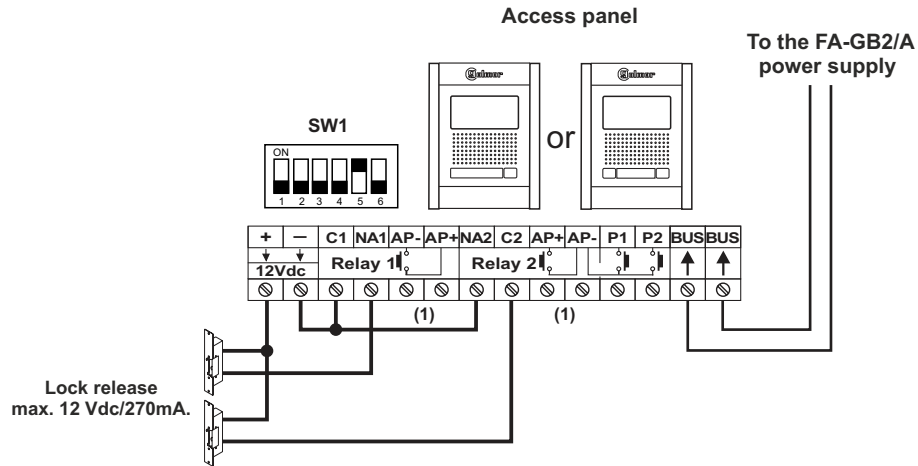 Access panel
To the FA-GB2/A
power supply
Golmar
Golmar
or
SW1
ON
1 2 3 4 5 6
+ – C1 NA1 AP- AP+ NA2 C2 AP+ AP- P1 P2 BUS BUS
12Vdc Relay 1 Relay 2
(1) (1)
Lock release
max. 12 Vdc/270mA.